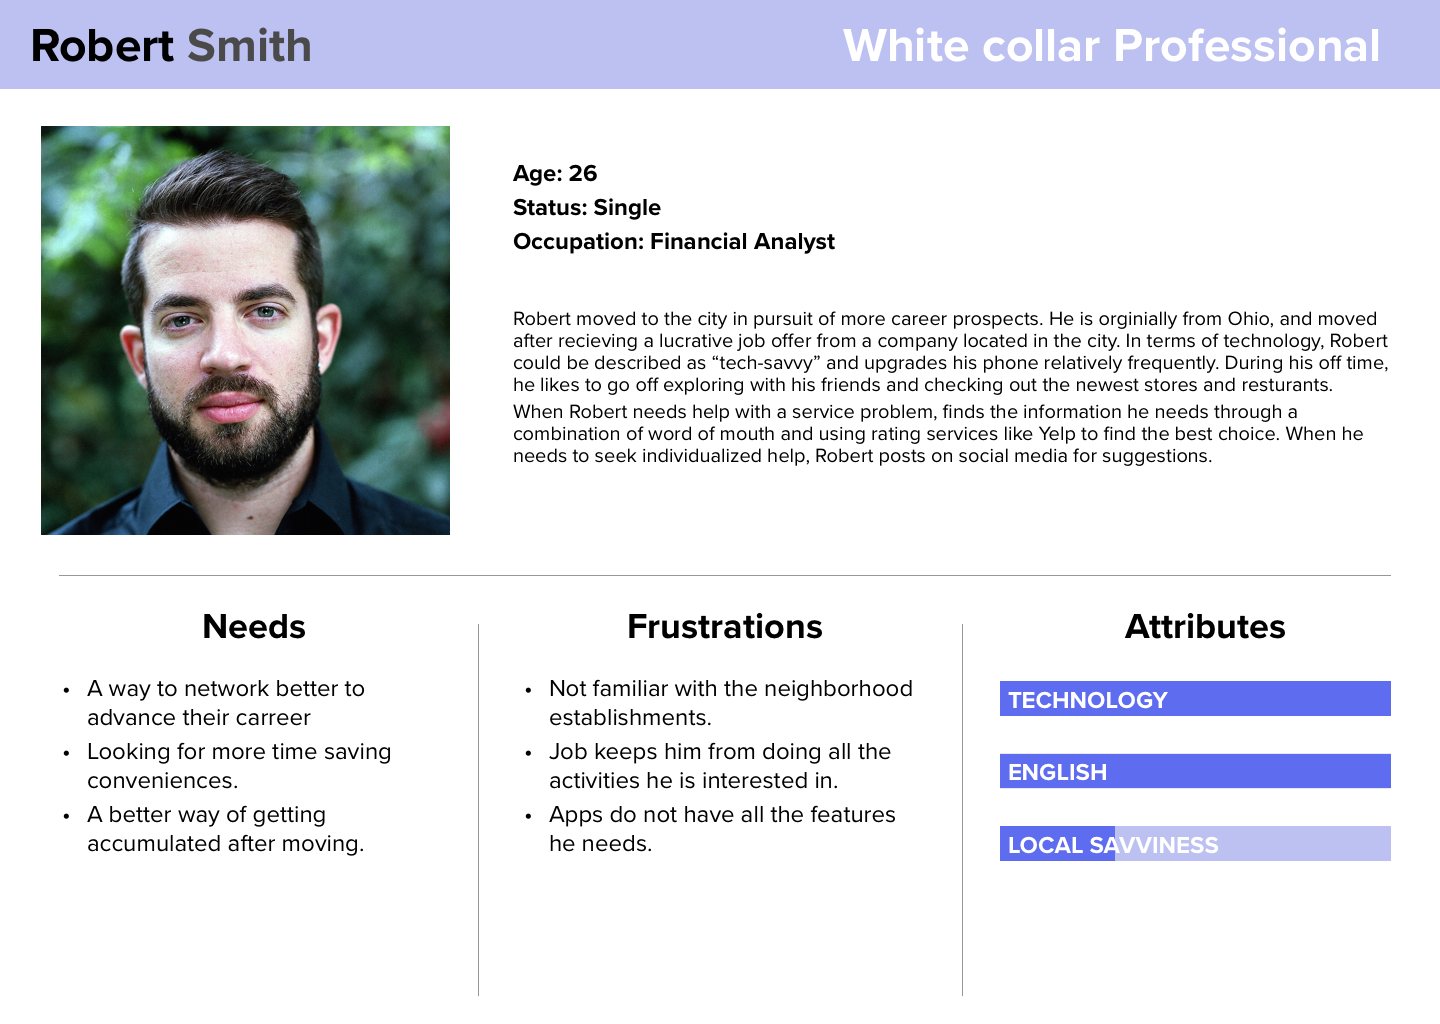 Robert Smith
White collar Professional
Age: 26
Status: Single
Occupation: Financial Analyst
Robert moved to the city in pursuit of more career prospects. He is orginially from Ohio, and moved
after recieving a lucrative job offer from a company located in the city. In terms of technology, Robert
could be described as “tech-savvy” and upgrades his phone relatively frequently. During his off time,
he likes to go off exploring with his friends and checking out the newest stores and resturants.
When Robert needs help with a service problem, finds the information he needs through a
combination of word of mouth and using rating services like Yelp to find the best choice. When he
needs to seek individualized help, Robert posts on social media for suggestions.
Needs
• A way to network better to
advance their carreer
• Looking for more time saving
conveniences.
• A better way of getting
accumulated after moving.
Frustrations
• Not familiar with the neighborhood
establishments.
• Job keeps him from doing all the
activities he is interested in.
• Apps do not have all the features
he needs.
Attributes
TECHNOLOGY
ENGLISH
LOCAL SAVVINESS